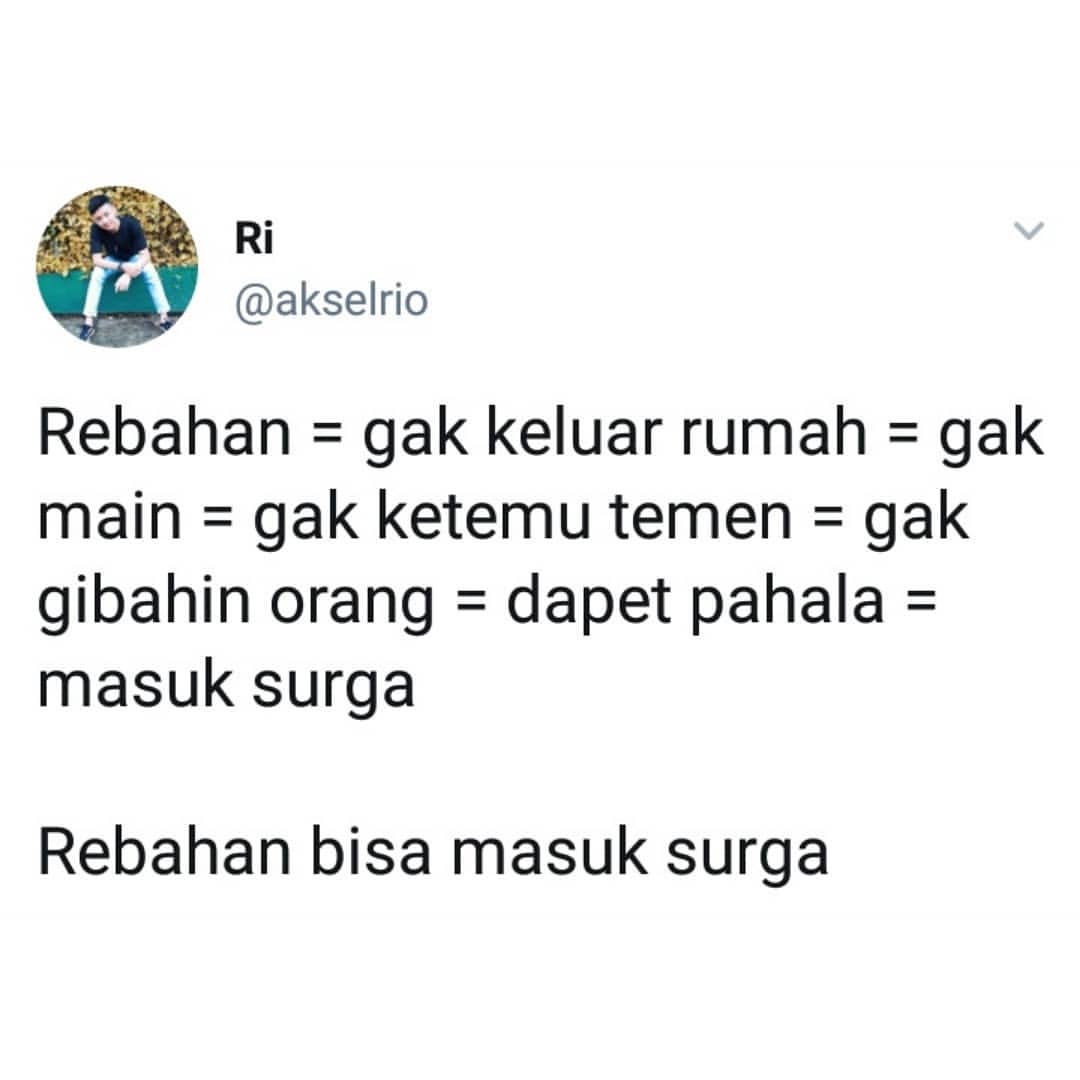 Ri
@akselrio
Rebahan = gak keluar rumah = gak
main = gak ketemu temen = gak
gibahin orang = dapet pahala =
masuk surga
Rebahan bisa masuk surga